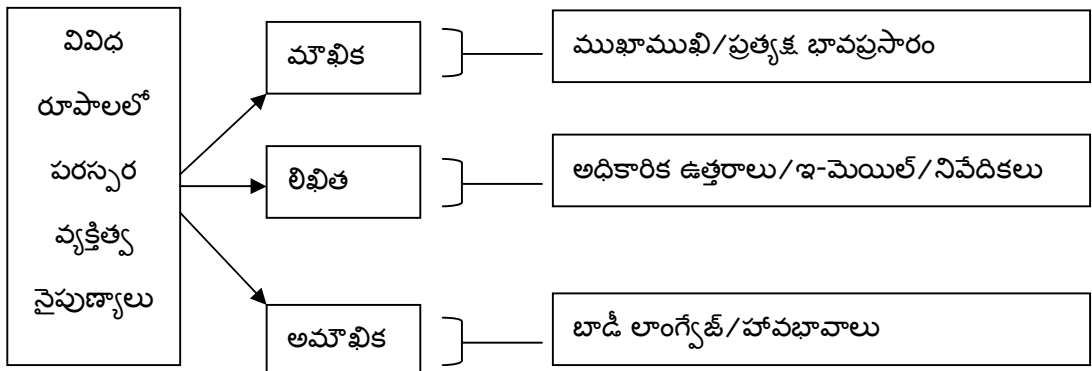 వివిధ
రూపాలలో
పరస్పర
వ్యక్తిత్వ
నైపుణ్యాలు
మౌఖిక
ముఖాముఖి/ప్రత్యక్ష భావప్రసారం
లిఖిత
అధికారిక ఉత్తరాలు/ఇ-మెయిల్/నివేదికలు
అమౌఖిక
బాడీ లాంగ్వేజ్/హావభావాలు